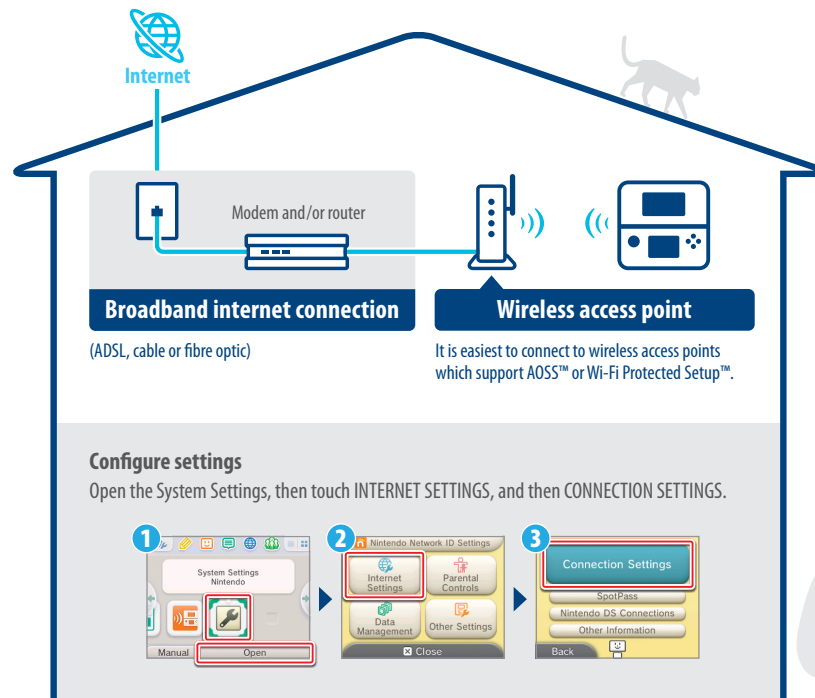 Internet
Modem and/or router
Broadband internet connection
(ADSL, cable or fibre optic)
Wireless access point
It is easiest to connect to wireless access points
which support AOSS™ or Wi-Fi Protected Setup™.
Configure settings
Open the System Settings, then touch INTERNET SETTINGS, and then CONNECTION SETTINGS.
1
System Settings
Nintendo
Manual
Open
2
Nintendo Network ID Settings
Internet
Settings
Parental
Controls
Data
Management
Other Settings
Close
3
Connection Settings
SpotPass
Nintendo DS Connections
Other Information
Back